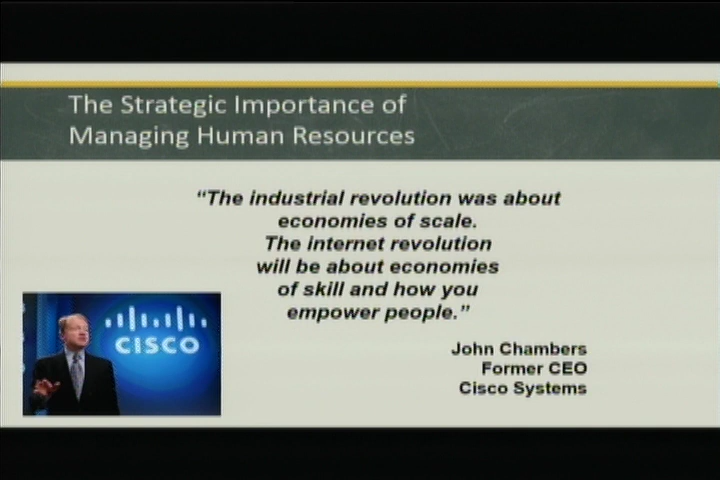 The Strategic Importance of
Managing Human Resources
“The industrial revolution was about
economies of scale.
The internet revolution
will be about economies
of skill and how you
empower people.”
CISCO
John Chambers
Former CEO
Cisco Systems